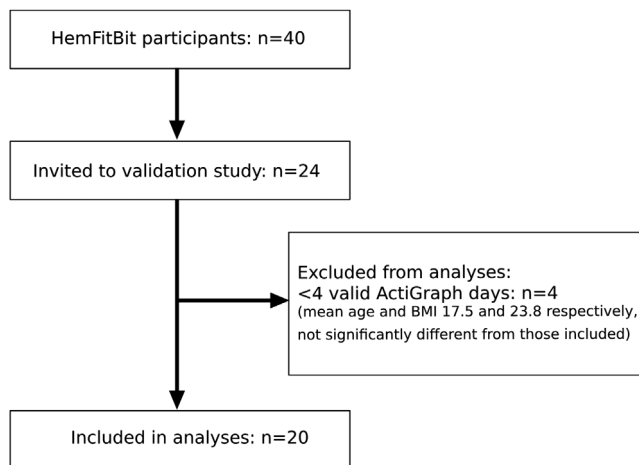 HemFitBit participants: n=40
Invited to validation study: n=24
Excluded from analyses:
<4 valid ActiGraph days: n=4
(mean age and BMI 17.5 and 23.8 respectively,
not significantly different from those included)
Included in analyses: n=20